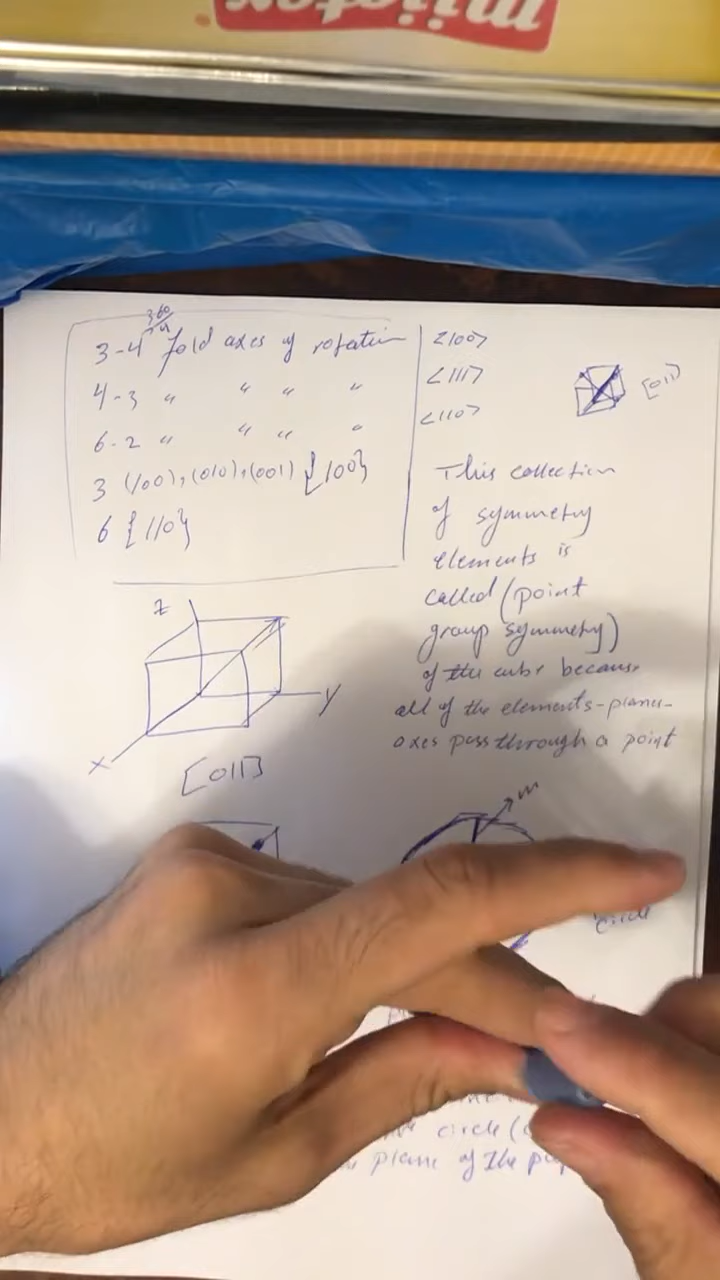 360/4
3-4 fold axes of rotation
4-3 " " " "
6-2 " " " "
3 (100), (010), (001) {100}
6 {110}
<100>
<111>
<110>
[011]
This collection
of symmetry
elements is
called (point
group symmetry)
of the cube because
all of the elements-planes-
axes pass through a point
z
y
x
[011]
m
circle
circle (
plane of the